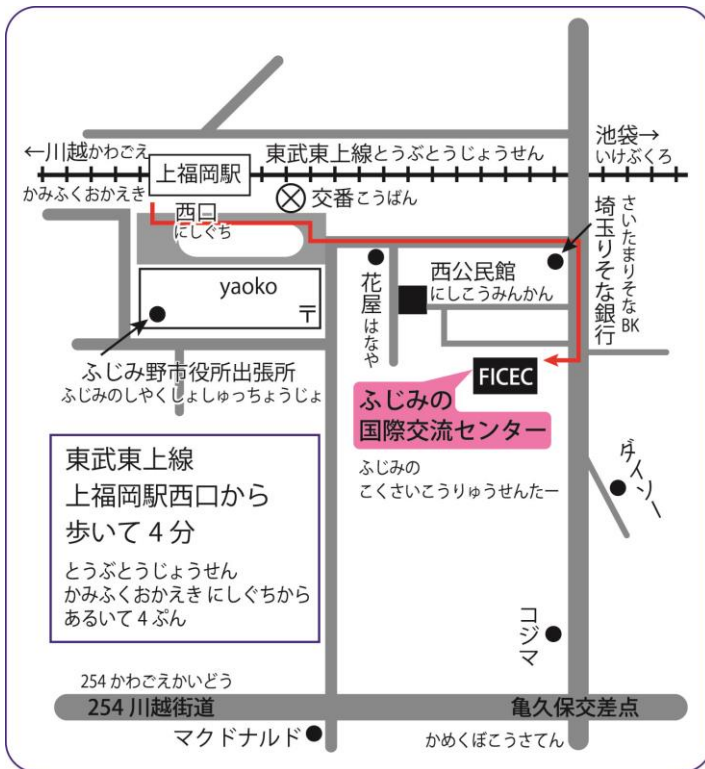 ←川越かわごえ
上福岡駅
かみふくおかえき
東武東上線とうぶとうじょうせん
池袋→
いけぶくろ
交番こうばん
西口
にしぐち
yaoko
〒
花屋はなや
西公民館
にしこうみんかん
埼玉りそな銀行
さいたまりそなBK
ふじみ野市役所出張所
ふじみのしやくしょしゅっちょうじょ
FICEC
ふじみの
国際交流センター
ふじみの
こくさいこうりゅうせんたー
ダイソー
東武東上線
上福岡駅西口から
歩いて4分
とうぶとうじょうせん
かみふくおかえき にしぐちから
あるいて4ぷん
コジマ
254 かわごえかいどう
254 川越街道
亀久保交差点
かめくぼこうさてん
マクドナルド